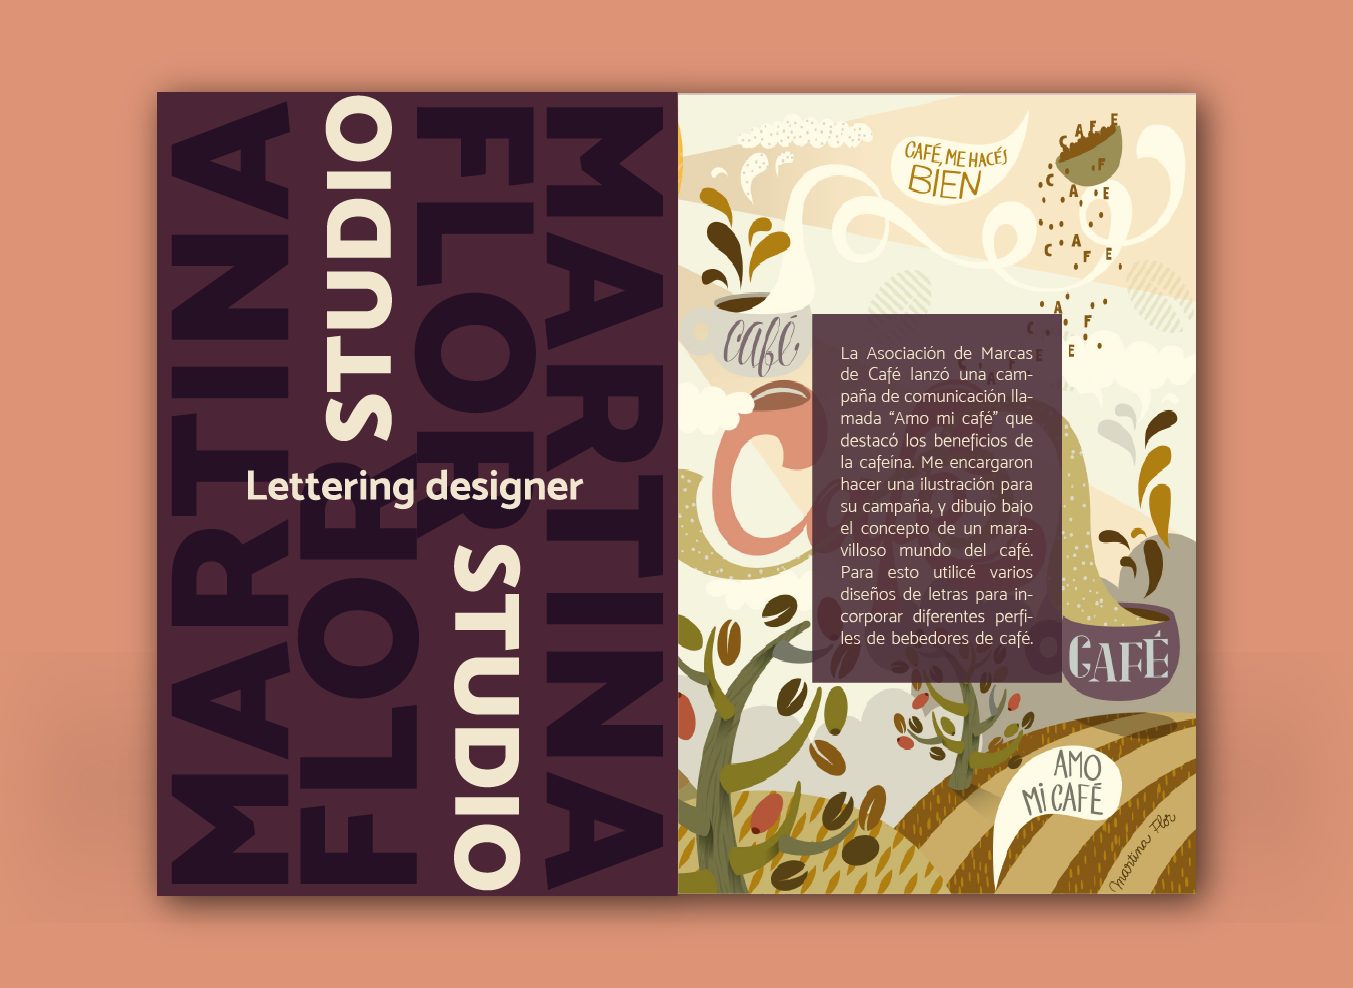 MARTINA
FLOR
STUDIO
MARTINA
FLOR
STUDIO
Lettering designer
CAFÉ, ME HACÉS
BIEN
CAFE
C A F E
C A F E
C A F E
Café
CAFÉ
La Asociación de Marcas
de Café lanzó una cam-
paña de comunicación lla-
mada “Amo mi café” que
destacó los beneficios de
la cafeína. Me encargaron
hacer una ilustración para
su campaña, y dibujo bajo
el concepto de un mara-
villoso mundo del café.
Para esto utilicé varios
diseños de letras para in-
corporar diferentes perfi-
les de bebedores de café.
AMO
Mi CAFÉ
Martina Flor